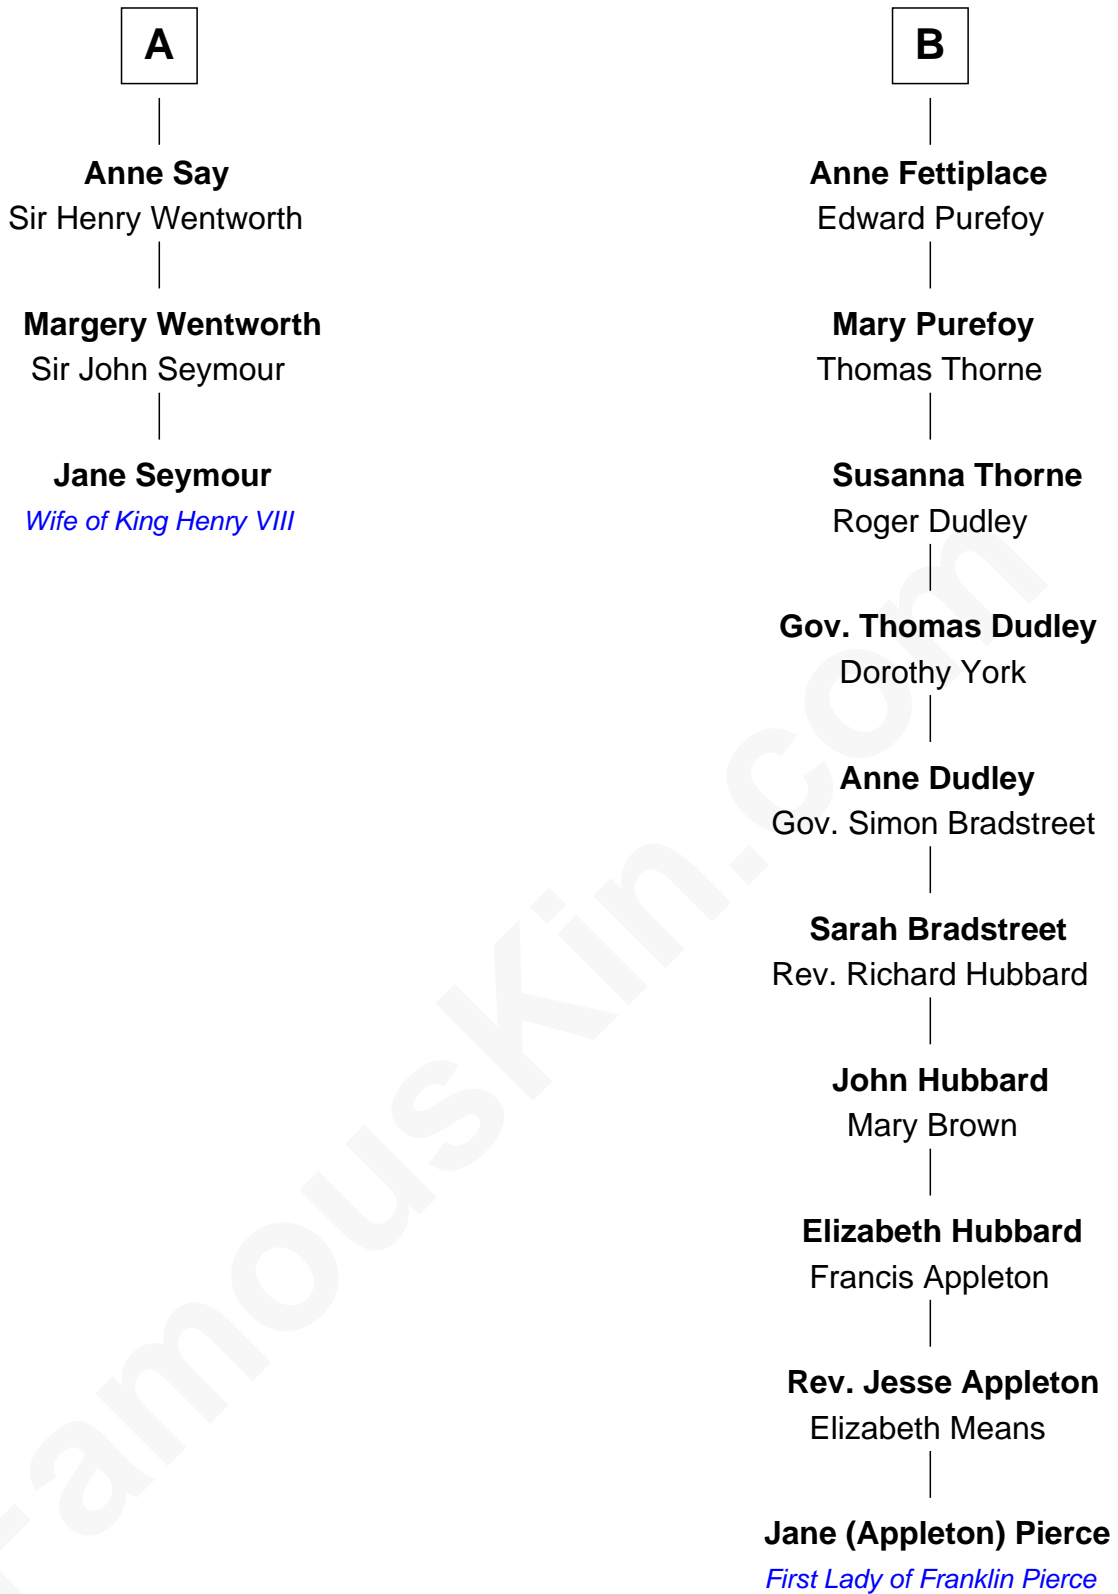 A
Anne Say
Sir Henry Wentworth
Margery Wentworth
Sir John Seymour
Jane Seymour
Wife of King Henry VIII
B
Anne Fettiplace
Edward Purefoy
Mary Purefoy
Thomas Thorne
Susanna Thorne
Roger Dudley
Gov. Thomas Dudley
Dorothy York
Anne Dudley
Gov. Simon Bradstreet
Sarah Bradstreet
Rev. Richard Hubbard
John Hubbard
Mary Brown
Elizabeth Hubbard
Francis Appleton
Rev. Jesse Appleton
Elizabeth Means
Jane (Appleton) Pierce
First Lady of Franklin Pierce
FamousKin.com